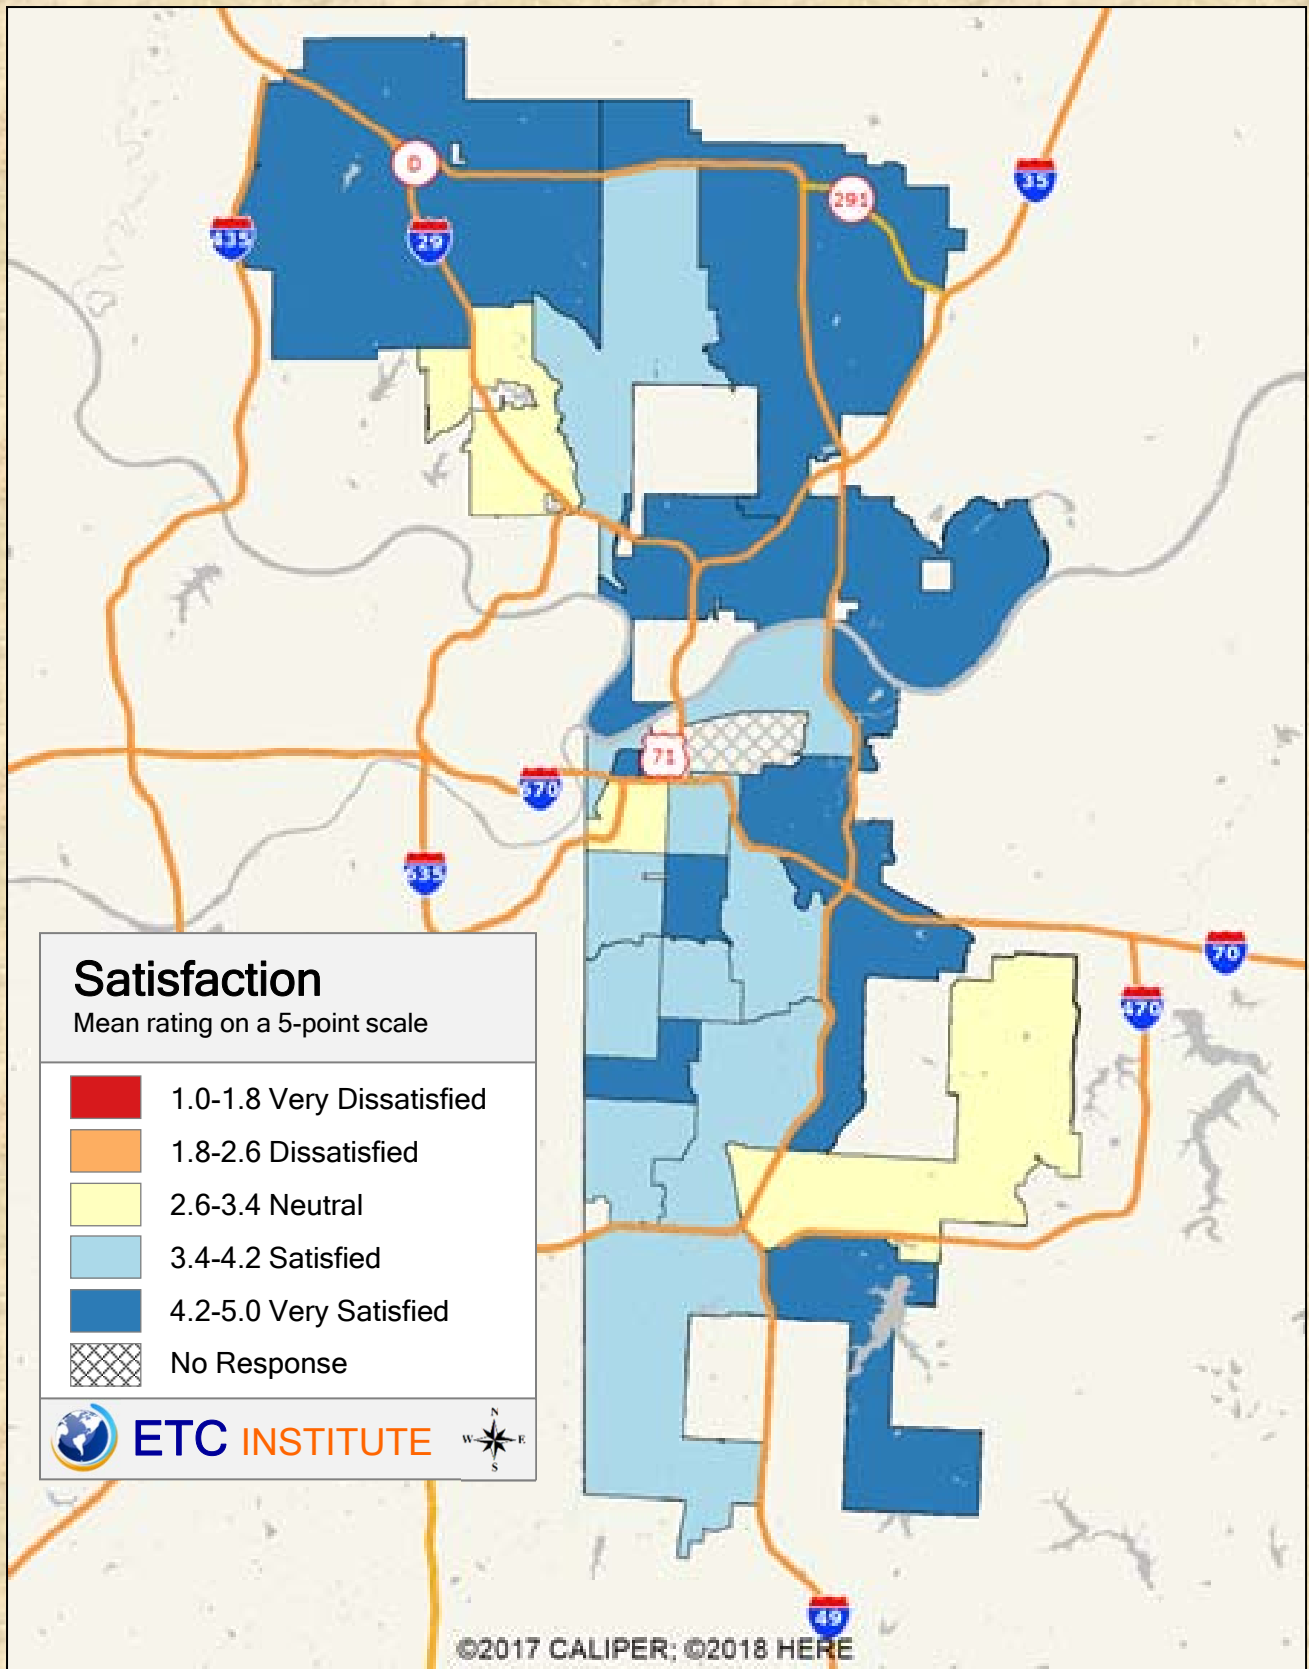 D
L
291
35
435
29
71
670
635
70
470
Satisfaction
Mean rating on a 5-point scale
1.0-1.8 Very Dissatisfied
1.8-2.6 Dissatisfied
2.6-3.4 Neutral
3.4-4.2 Satisfied
4.2-5.0 Very Satisfied
No Response
ETC INSTITUTE
N
W E
S
49
©2017 CALIPER; ©2018 HERE